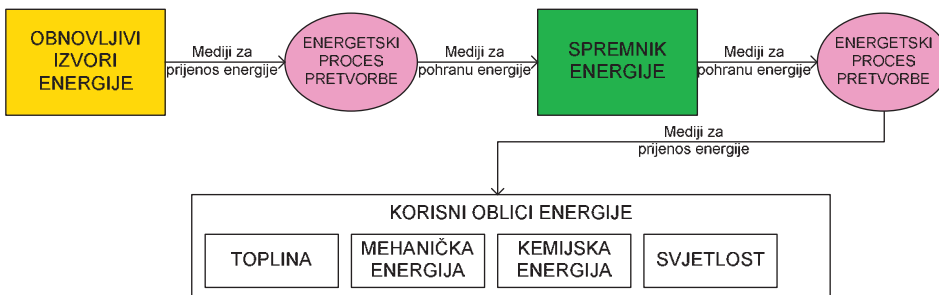 OBNOVLJIVI
IZVORI
ENERGIJE
Mediji za
prijenos energije
ENERGETSKI
PROCES
PRETVORBE
Mediji za
pohranu energije
SPREMNIK
ENERGIJE
Mediji za
pohranu energije
ENERGETSKI
PROCES
PRETVORBE
Mediji za
prijenos energije
KORISNI OBLICI ENERGIJE
TOPLINA
MEHANIČKA
ENERGIJA
KEMIJSKA
ENERGIJA
SVJETLOST